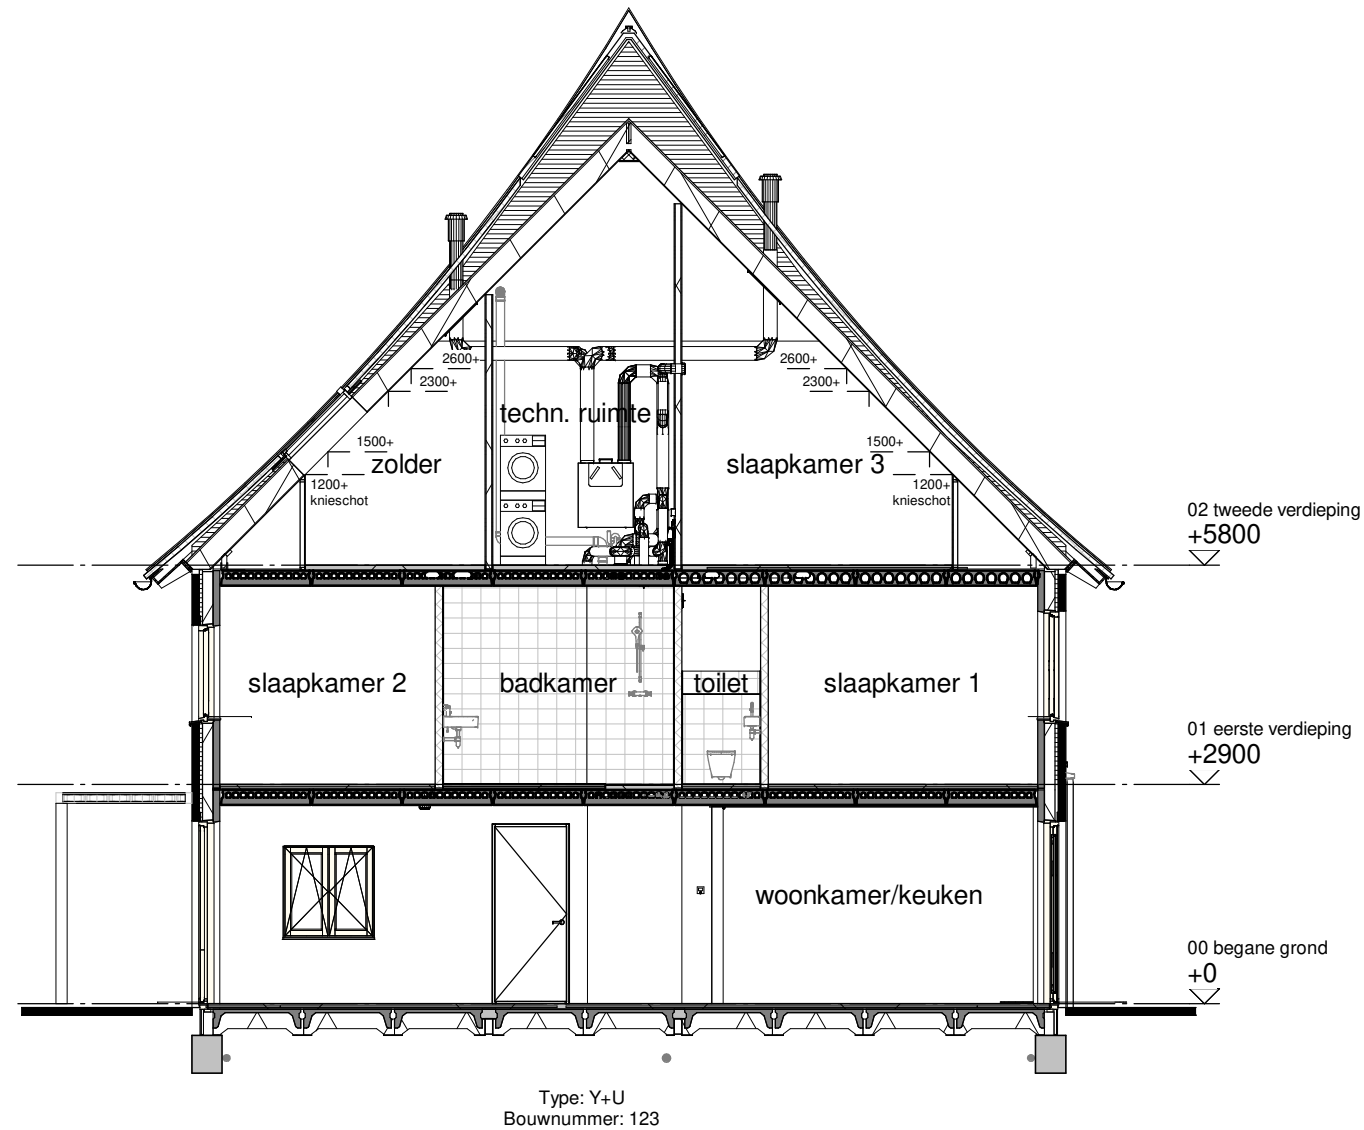 2600+
2600+
2300+
2300+
techn. ruimte
1500+
1500+
zolder
slaapkamer 3
1200+
knieschot
1200+
knieschot
02 tweede verdieping
+5800
slaapkamer 2
badkamer
toilet
slaapkamer 1
01 eerste verdieping
+2900
woonkamer/keuken
00 begane grond
+0
Type: Y+U
Bouwnummer: 123